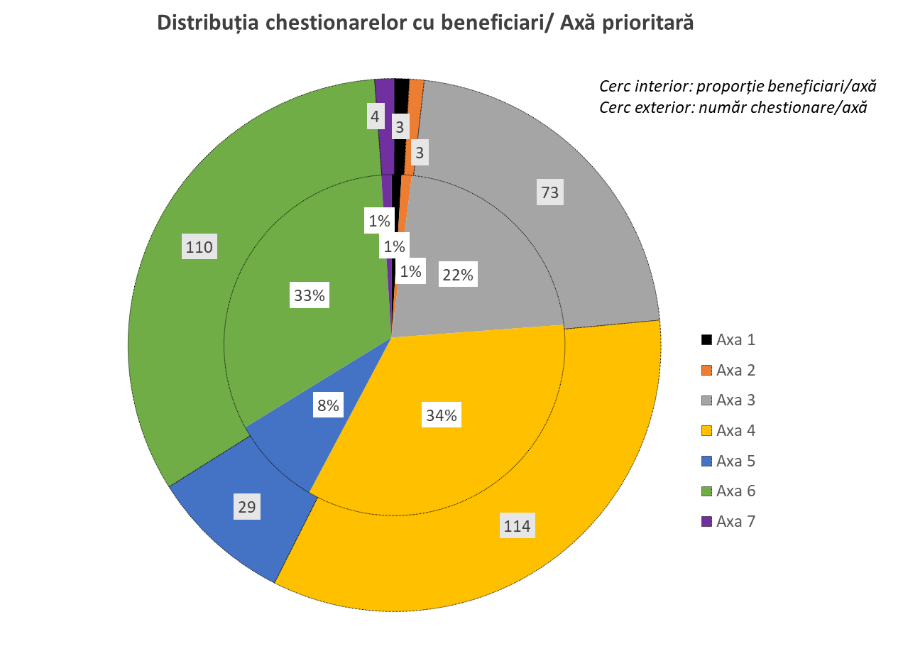 Distribuția chestionarelor cu beneficiari/ Axă prioritară
Cerc interior: proporție beneficiari/axă
Cerc exterior: număr chestionare/axă
4
3
3
73
110
1%
1%
1%
22%
33%
8%
34%
29
114
Axa 1
Axa 2
Axa 3
Axa 4
Axa 5
Axa 6
Axa 7